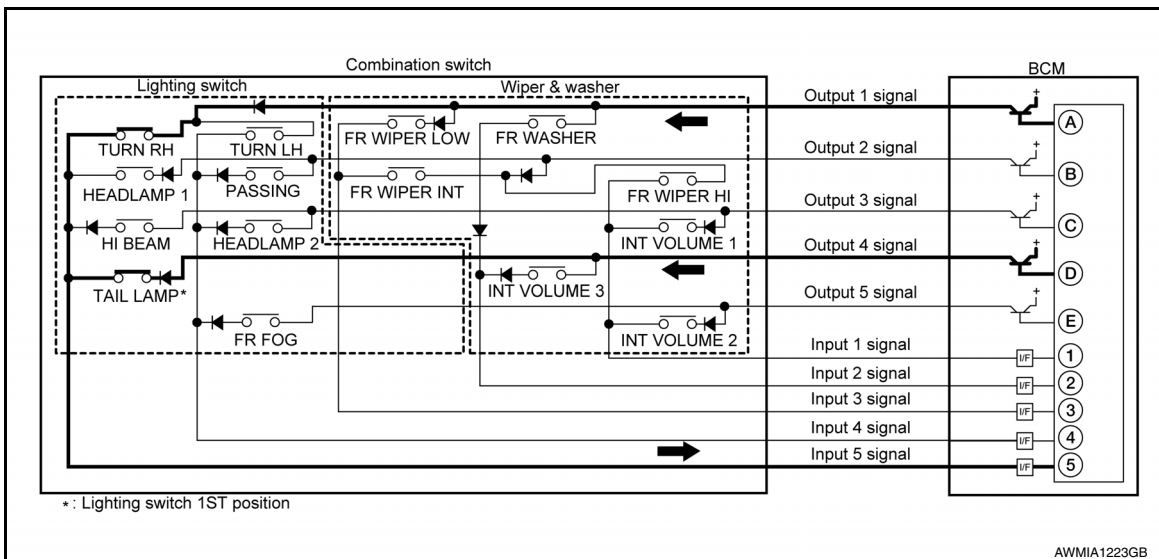 Combination switch
BCM
Lighting switch
Wiper & washer
Output 1 signal
A
TURN RH
TURN LH
FR WIPER LOW
FR WASHER
Output 2 signal
B
HEADLAMP 1
PASSING
FR WIPER INT
FR WIPER HI
Output 3 signal
C
HI BEAM
HEADLAMP 2
INT VOLUME 1
Output 4 signal
D
TAIL LAMP*
INT VOLUME 3
Output 5 signal
E
FR FOG
INT VOLUME 2
Input 1 signal
I/F
1
Input 2 signal
I/F
2
Input 3 signal
I/F
3
Input 4 signal
I/F
4
Input 5 signal
I/F
5
+
+
+
+
+
*: Lighting switch 1ST position
AWMIA1223GB